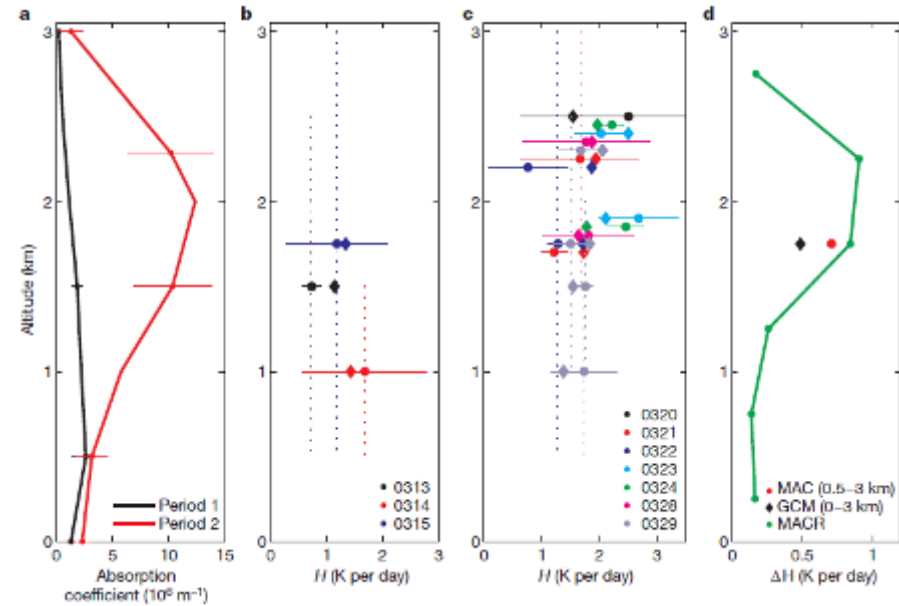 a
b
c
d
3
2
1
0
Altitude (km)
0 5 10 15
Absorption
coefficient (10⁶ m⁻¹)
Period 1
Period 2
3
2
1
0
0 1 2 3
H (K per day)
0313
0314
0315
3
2
1
0
0 1 2 3
H (K per day)
0320
0321
0322
0323
0324
0328
0329
3
2
1
0
0 0.5 1
ΔH (K per day)
MAC (0.5–3 km)
GCM (0–3 km)
MACR